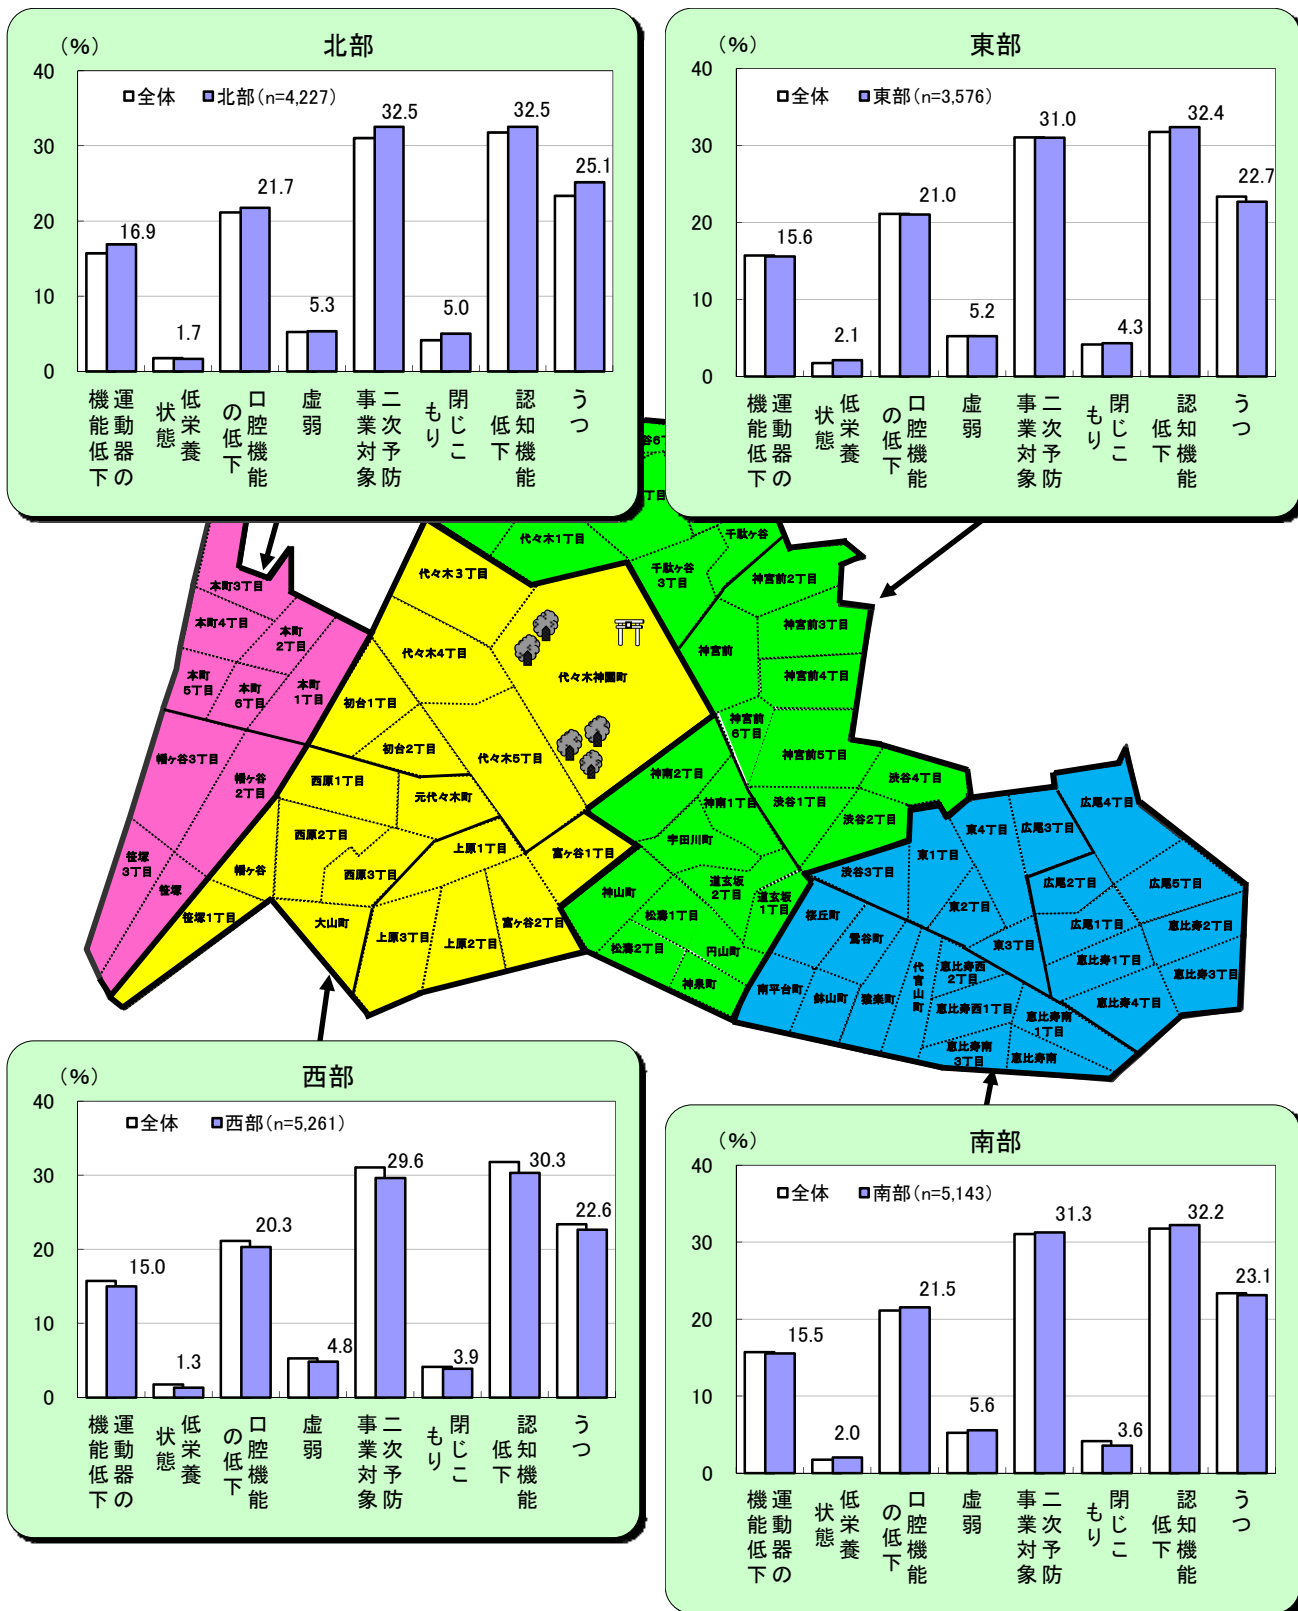 北部
(%)
40
30
20
10
0
全体
北部(n=4,227)
16.9
1.7
21.7
5.3
32.5
5.0
32.5
25.1
運動器の機能低下
低栄養状態
口腔機能の低下
虚弱
二次予防事業対象
閉じこもり
認知機能低下
うつ
東部
(%)
40
30
20
10
0
全体
東部(n=3,576)
15.6
2.1
21.0
5.2
31.0
4.3
32.4
22.7
運動器の機能低下
低栄養状態
口腔機能の低下
虚弱
二次予防事業対象
閉じこもり
認知機能低下
うつ
谷6丁
丁目
代々木1丁目
千駄ヶ谷
千駄ヶ谷
3丁目
代々木3丁目
神宮前2丁目
本町3丁目
本町4丁目
本町
2丁目
神宮前3丁目
代々木4丁目
神宮前
本町
5丁目
本町
6丁目
本町
1丁目
代々木神園町
神宮前4丁目
初台1丁目
初台2丁目
神宮前
6丁目
神宮前5丁目
幡ヶ谷3丁目
幡ヶ谷
2丁目
代々木5丁目
神南2丁目
渋谷4丁目
西原1丁目
元代々木町
神南1丁目
渋谷1丁目
渋谷2丁目
広尾4丁目
西原2丁目
宇田川町
東4丁目
広尾3丁目
上原1丁目
富ヶ谷1丁目
東1丁目
笹塚
3丁目
笹塚
幡ヶ谷
西原3丁目
神山町
道玄坂
2丁目
道玄坂
1丁目
渋谷3丁目
広尾2丁目
広尾5丁目
笹塚1丁目
大山町
上原3丁目
上原2丁目
富ヶ谷2丁目
松濤1丁目
松濤2丁目
円山町
神泉町
桜丘町
鶯谷町
東2丁目
東3丁目
広尾1丁目
恵比寿2丁目
恵比寿1丁目
恵比寿3丁目
南平台町
鉢山町
猿楽町
代官山町
恵比寿西
2丁目
恵比寿西1丁目
恵比寿4丁目
恵比寿南
1丁目
恵比寿南
3丁目
恵比寿南
西部
(%)
40
30
20
10
0
全体
西部(n=5,261)
15.0
1.3
20.3
4.8
29.6
3.9
30.3
22.6
運動器の機能低下
低栄養状態
口腔機能の低下
虚弱
二次予防事業対象
閉じこもり
認知機能低下
うつ
南部
(%)
40
30
20
10
0
全体
南部(n=5,143)
15.5
2.0
21.5
5.6
31.3
3.6
32.2
23.1
運動器の機能低下
低栄養状態
口腔機能の低下
虚弱
二次予防事業対象
閉じこもり
認知機能低下
うつ